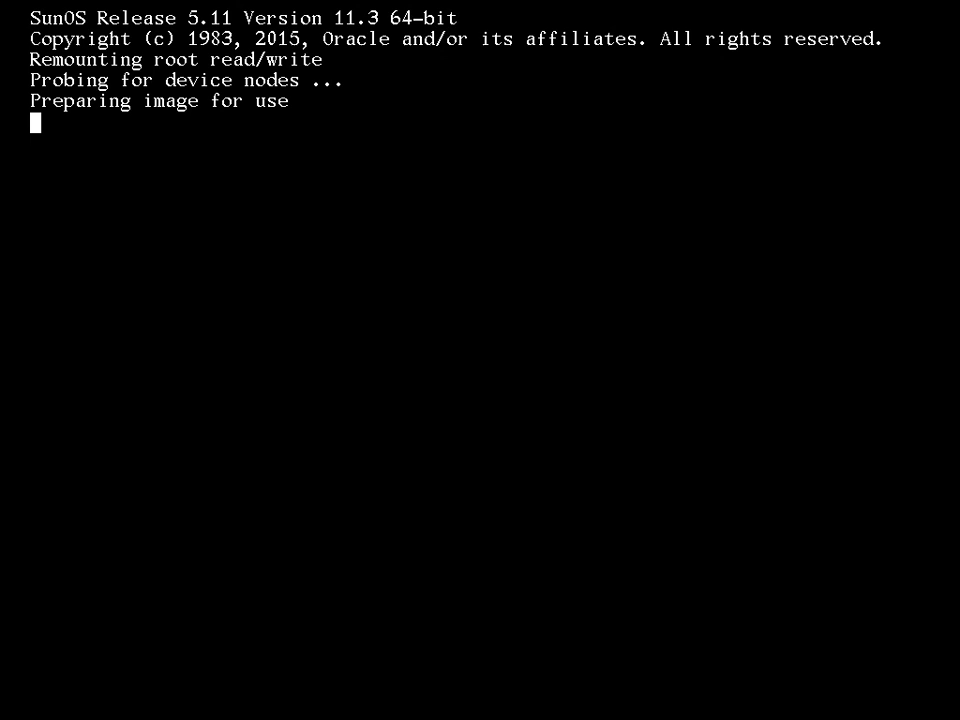 SunOS Release 5.11 Version 11.3 64-bit
Copyright (c) 1983, 2015, Oracle and/or its affiliates. All rights reserved.
Remounting root read/write
Probing for device nodes ...
Preparing image for use